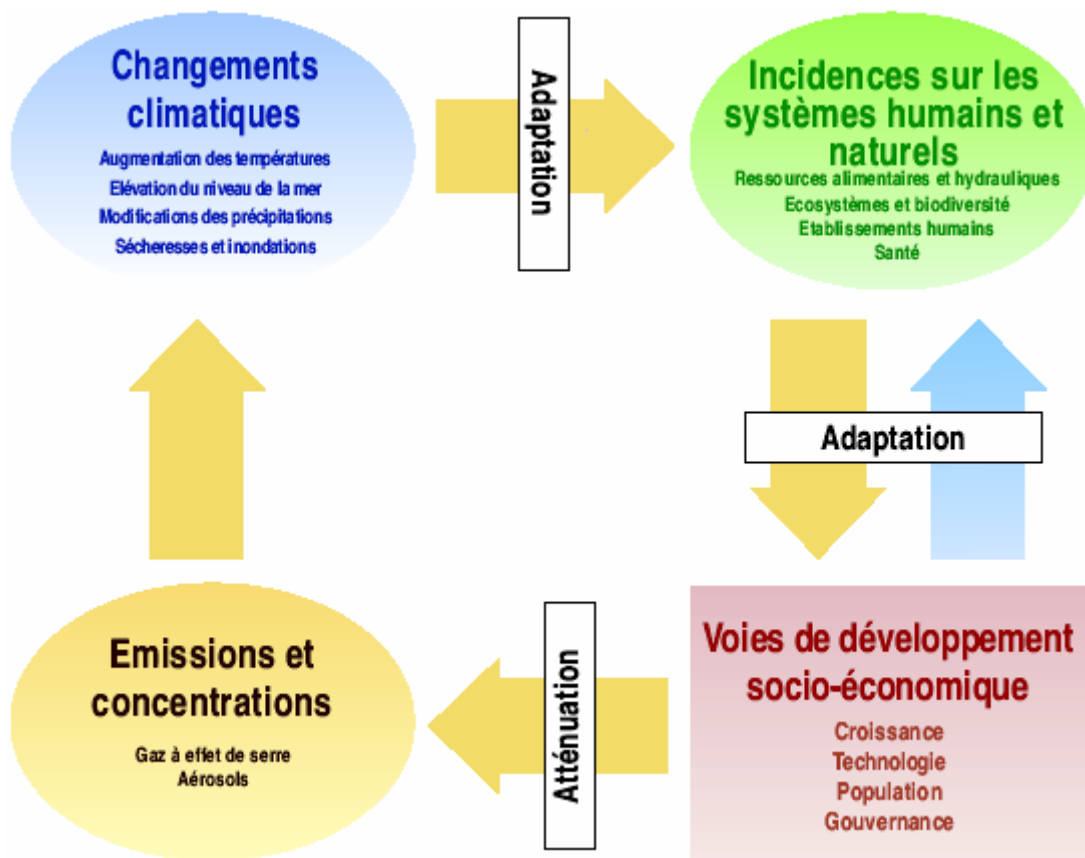 Changements
climatiques
Augmentation des températures
Elévation du niveau de la mer
Modifications des précipitations
Sécheresses et inondations
Adaptation
Incidences sur les
systèmes humains et
naturels
Ressources alimentaires et hydrauliques
Ecosystèmes et biodiversité
Etablissements humains
Santé
Adaptation
Emissions et
concentrations
Gaz à effet de serre
Aérosols
Atténuation
Voies de développement
socio-économique
Croissance
Technologie
Population
Gouvernance